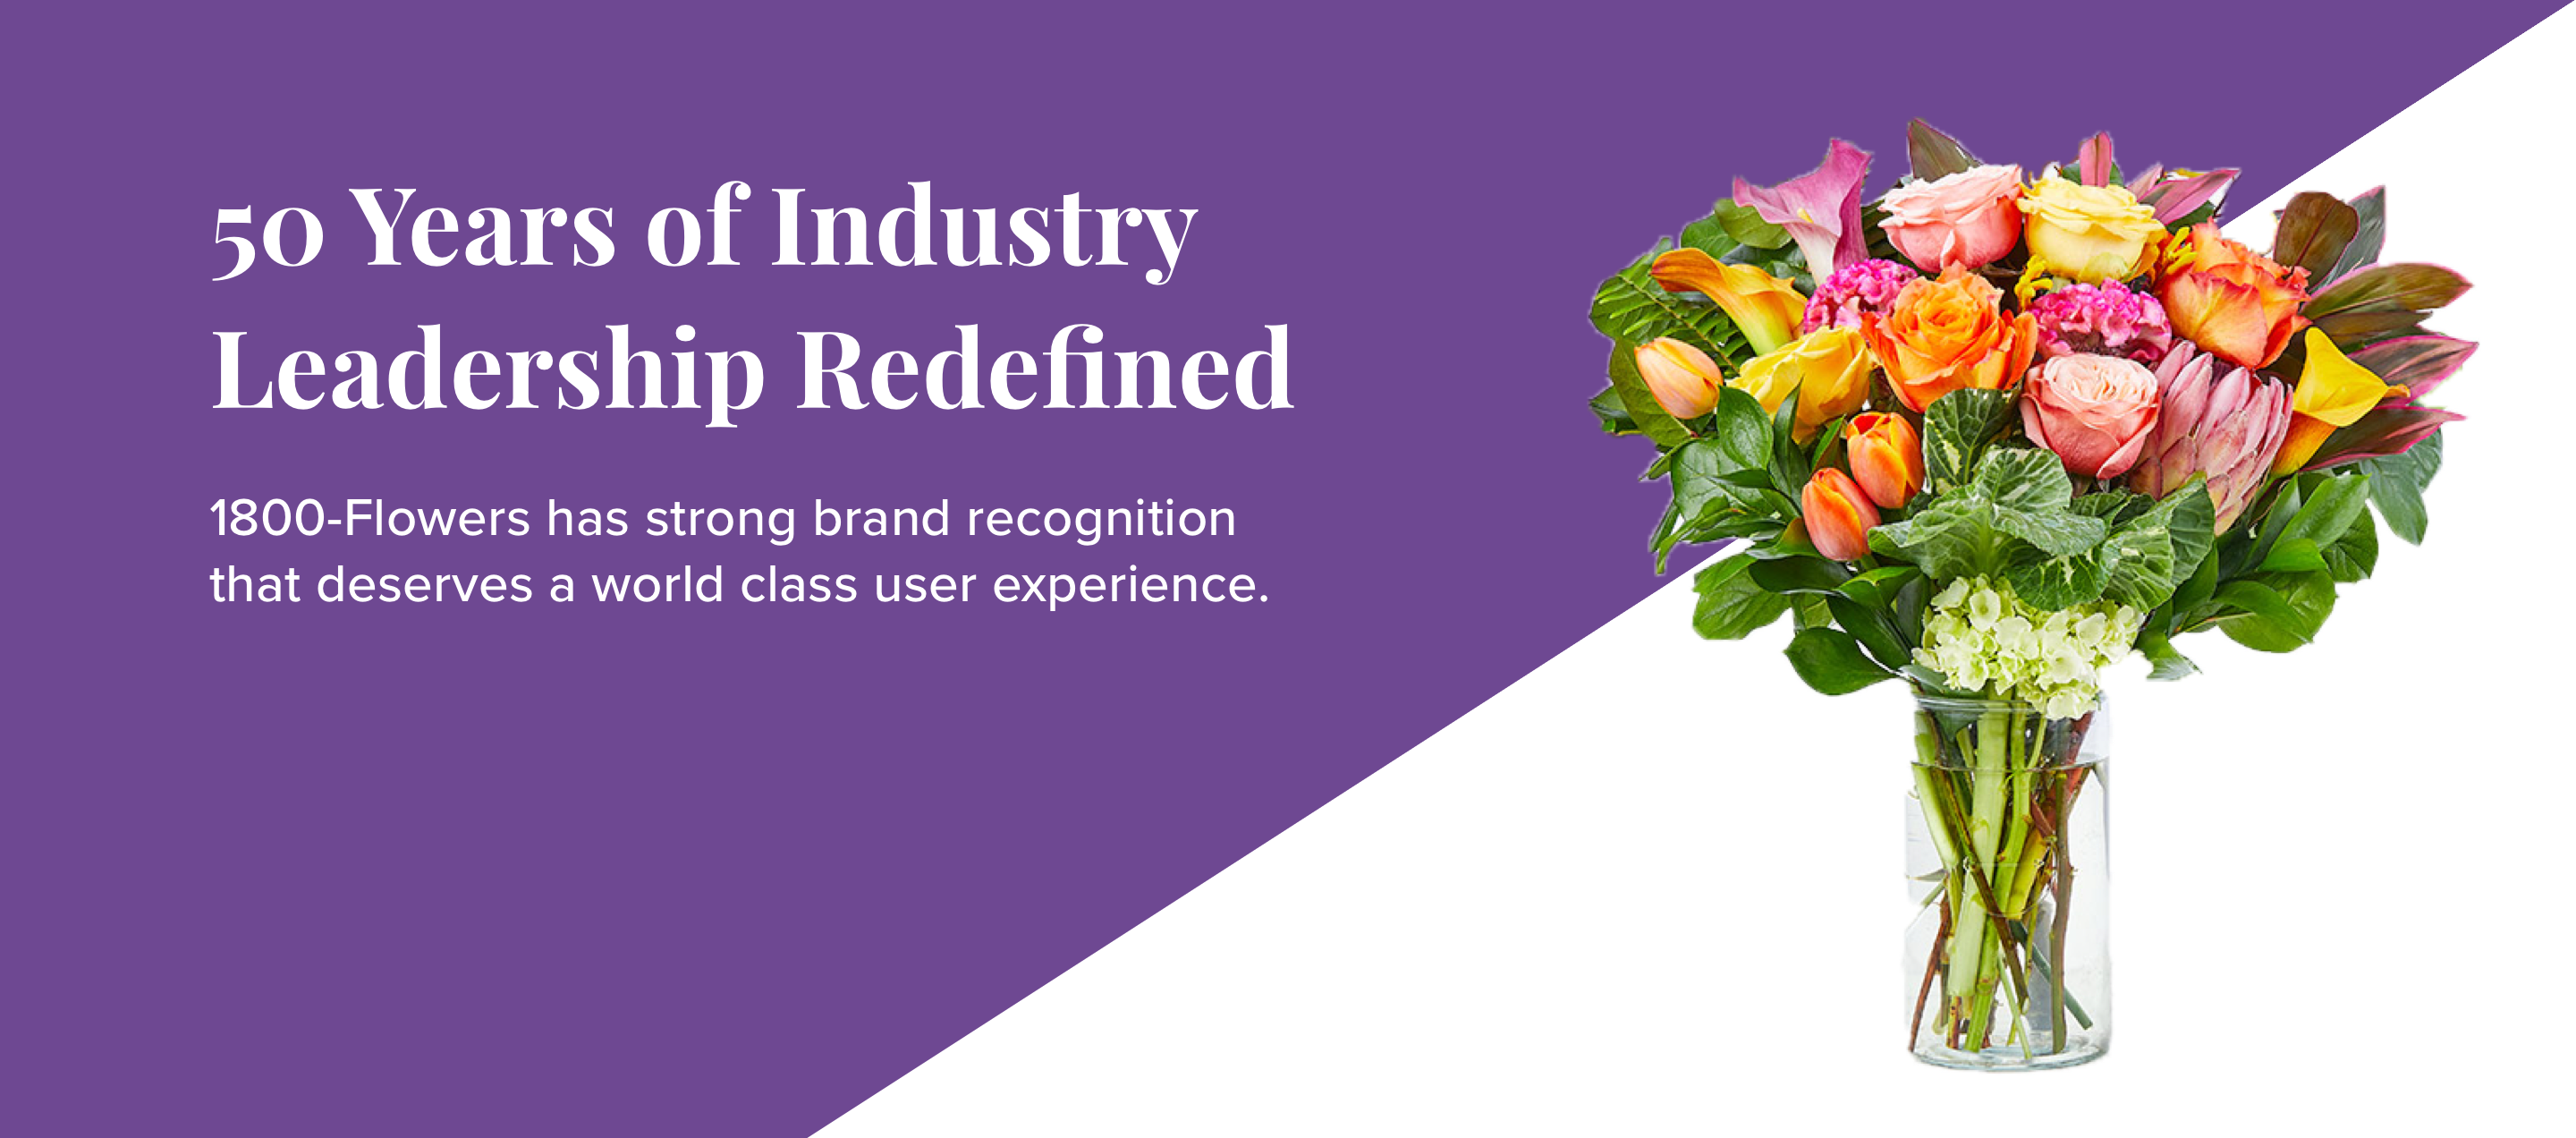 50 Years of Industry
Leadership Redefined
1800-Flowers has strong brand recognition
that deserves a world class user experience.